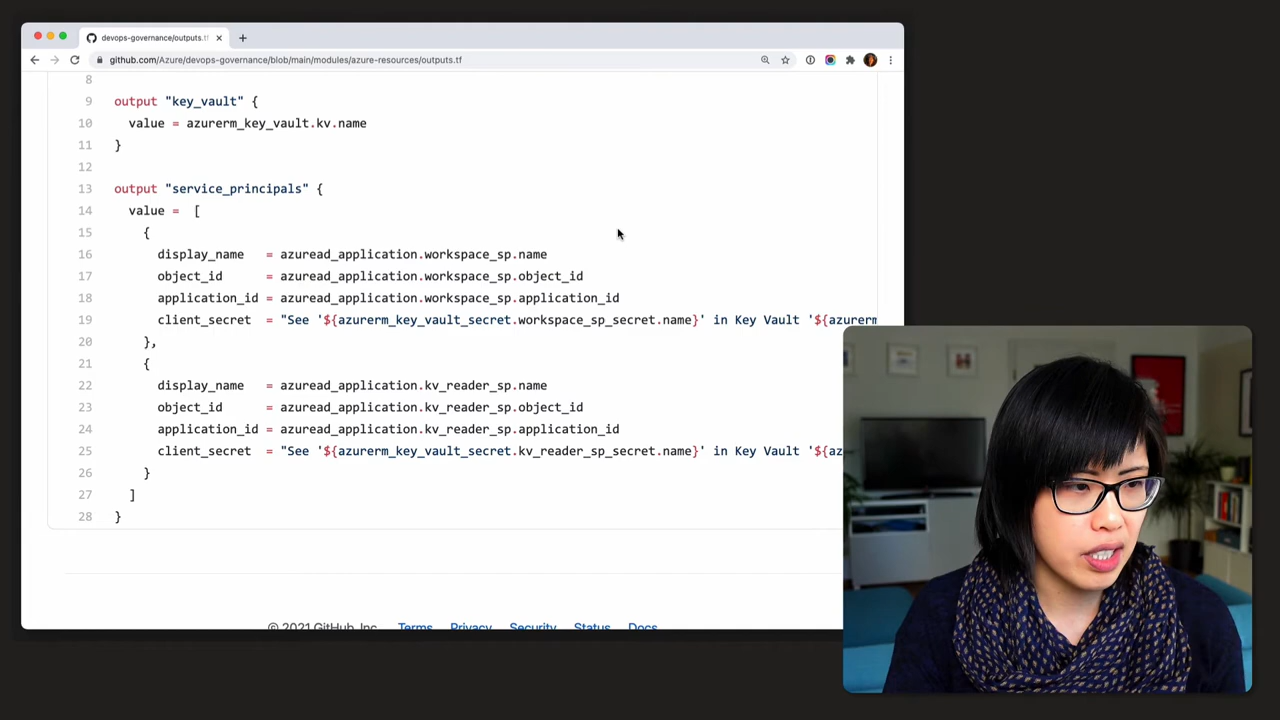 devops-governance/outputs.tf
github.com/Azure/devops-governance/blob/main/modules/azure-resources/outputs.tf
8
9 output "key_vault" {
10 value = azurerm_key_vault.kv.name
11 }
12
13 output "service_principals" {
14 value = [
15 {
16 display_name = azuread_application.workspace_sp.name
17 object_id = azuread_application.workspace_sp.object_id
18 application_id = azuread_application.workspace_sp.application_id
19 client_secret = "See '${azurerm_key_vault_secret.workspace_sp_secret.name}' in Key Vault '${azurerm
20 },
21 {
22 display_name = azuread_application.kv_reader_sp.name
23 object_id = azuread_application.kv_reader_sp.object_id
24 application_id = azuread_application.kv_reader_sp.application_id
25 client_secret = "See '${azurerm_key_vault_secret.kv_reader_sp_secret.name}' in Key Vault '${az
26 }
27 ]
28 }
© 2021 GitHub, Inc. Terms Privacy Security Status Docs